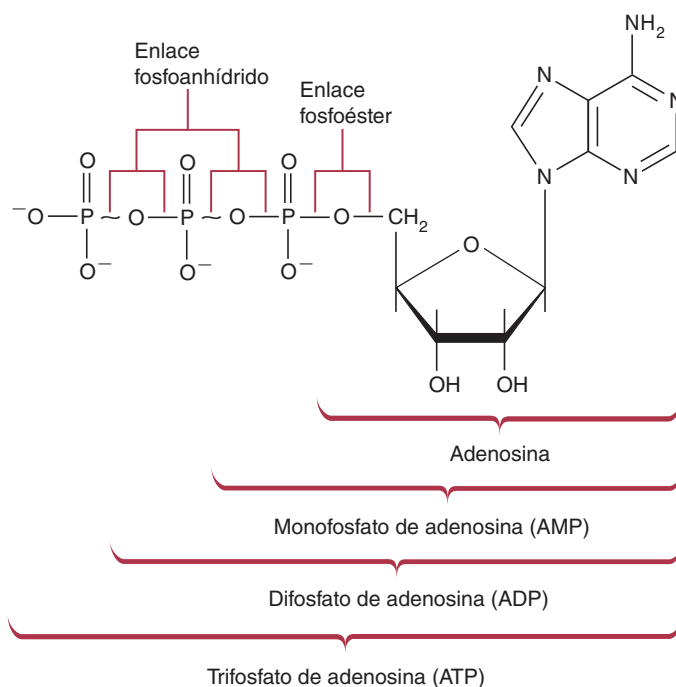 NH₂
Enlace
fosfoanhídrido
Enlace
fosfoéster
N N
N N
O O O
⁻O—P~O—P~O—P—O—CH₂
O⁻ O⁻ O⁻
O
OH OH
Adenosina
Monofosfato de adenosina (AMP)
Difosfato de adenosina (ADP)
Trifosfato de adenosina (ATP)